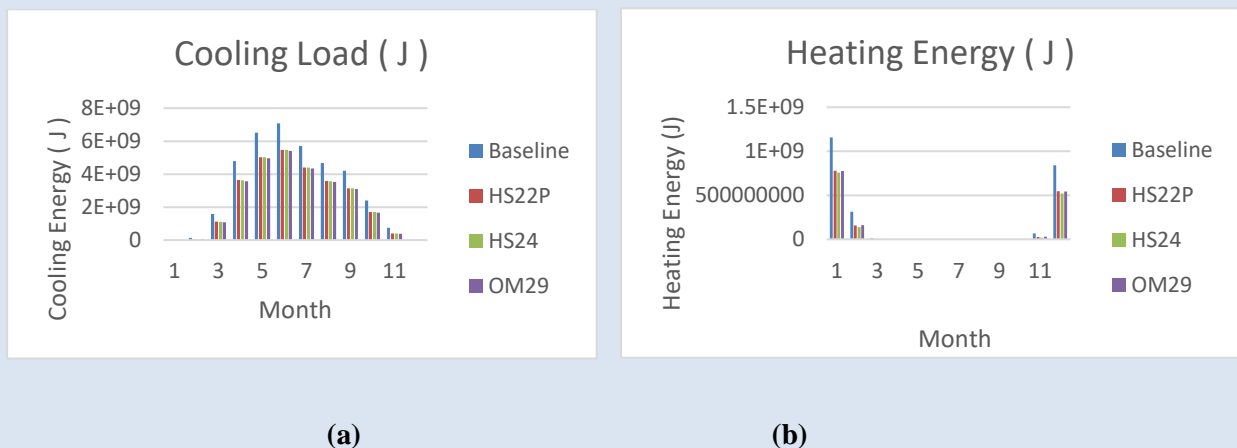 Cooling Load ( J )
Cooling Energy ( J )
8E+09
6E+09
4E+09
2E+09
0
1 3 5 7 9 11
Month
Baseline
HS22P
HS24
OM29
Heating Energy ( J )
Heating Energy (J)
1.5E+09
1E+09
500000000
0
1 3 5 7 9 11
Month
Baseline
HS22P
HS24
OM29
(a) (b)